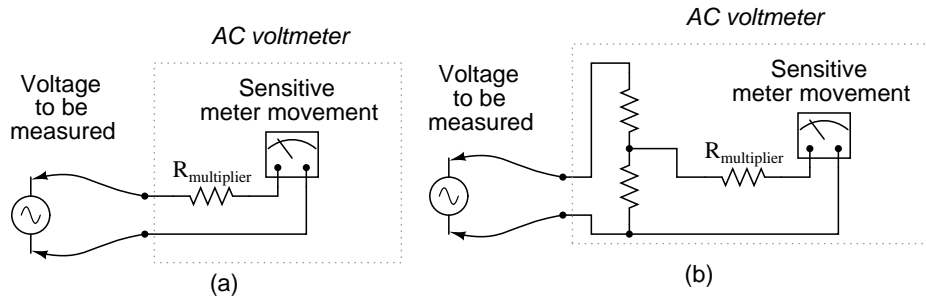 AC voltmeter
Voltage
to be
measured
Sensitive
meter movement
Rmultiplier
(a)
AC voltmeter
Voltage
to be
measured
Sensitive
meter movement
Rmultiplier
(b)